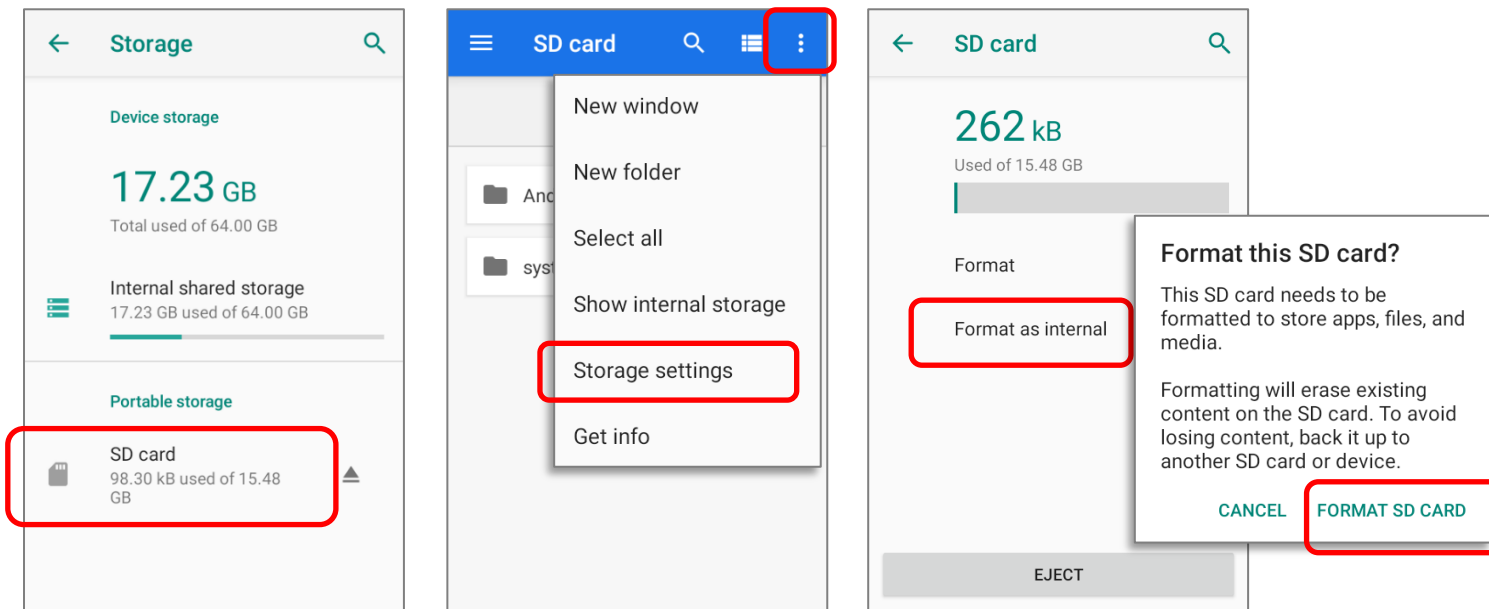 Storage
Device storage
17.23 GB
Total used of 64.00 GB
Internal shared storage
17.23 GB used of 64.00 GB
Portable storage
SD card
98.30 kB used of 15.48
GB
SD card
And
syst
New window
New folder
Select all
Show internal storage
Storage settings
Get info
SD card
262 kB
Used of 15.48 GB
Format
Format as internal
EJECT
Format this SD card?
This SD card needs to be
formatted to store apps, files, and
media.
Formatting will erase existing
content on the SD card. To avoid
losing content, back it up to
another SD card or device.
CANCEL FORMAT SD CARD